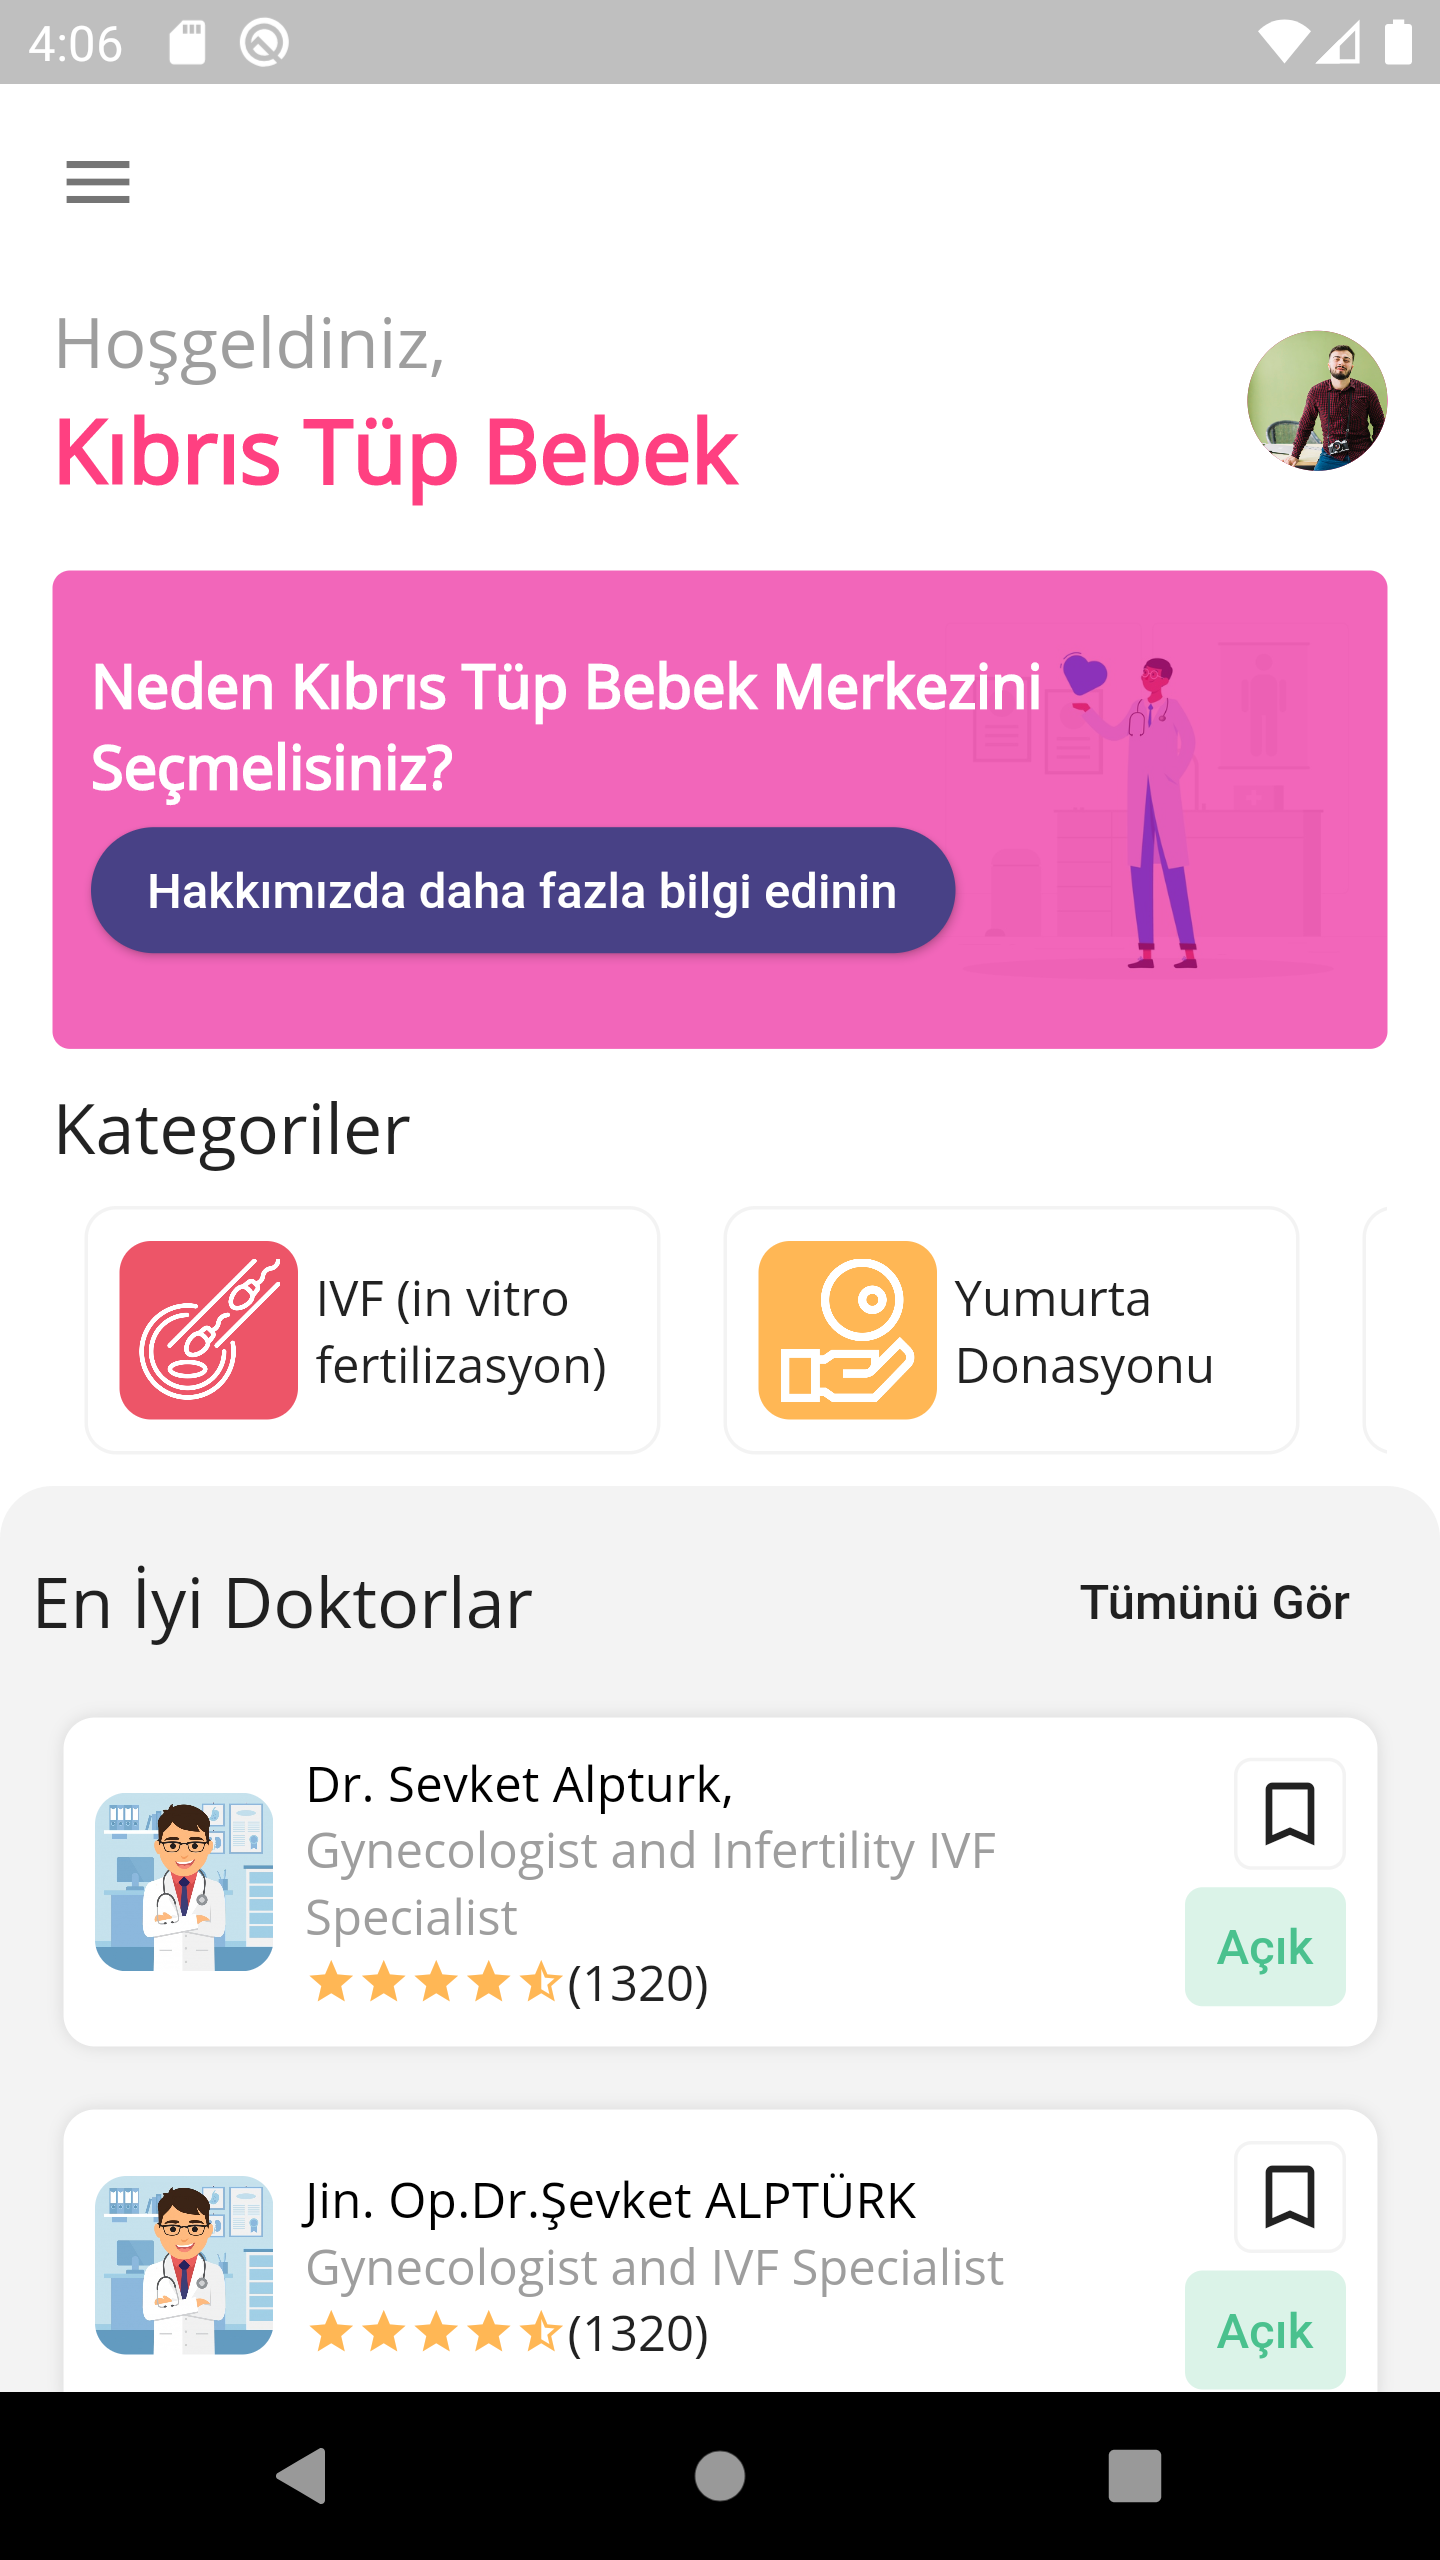 4:06
Hoşgeldiniz,
Kıbrıs Tüp Bebek
Neden Kıbrıs Tüp Bebek Merkezini
Seçmelisiniz?
Hakkımızda daha fazla bilgi edinin
Kategoriler
IVF (in vitro
fertilizasyon)
Yumurta
Donasyonu
En İyi Doktorlar
Tümünü Gör
Dr. Sevket Alpturk,
Gynecologist and Infertility IVF
Specialist
(1320)
Açık
Jin. Op.Dr.Şevket ALPTÜRK
Gynecologist and IVF Specialist
(1320)
Açık